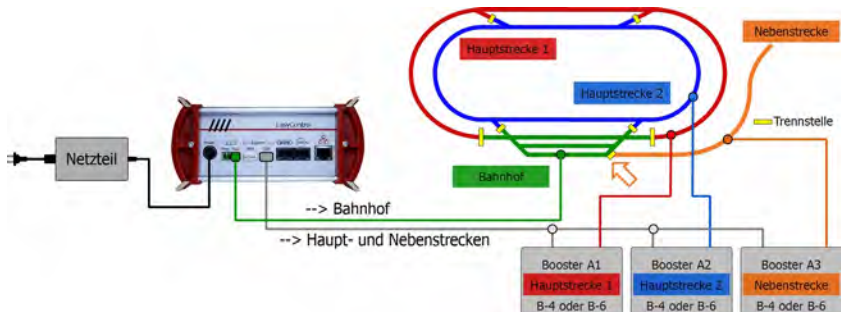 Hauptstrecke 1
Nebenstrecke
Hauptstrecke 2
Trennstelle
Netzteil
Bahnhof
--> Bahnhof
--> Haupt- und Nebenstrecken
Booster A1
Hauptstrecke 1
B-4 oder B-6
Booster A2
Hauptstrecke 2
B-4 oder B-6
Booster A3
Nebenstrecke
B-4 oder B-6